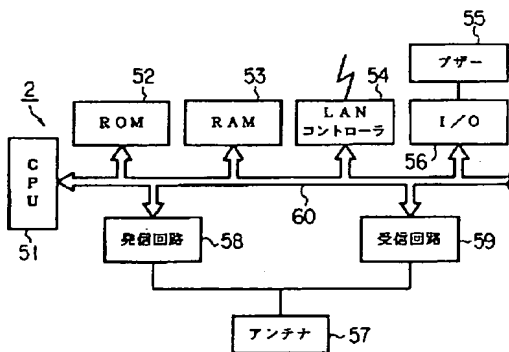 55
ブザー
52
53
54
2
ROM
RAM
LAN
コントローラ
I/O
56
CPU
51
60
発信回路
58
受信回路
59
アンテナ
57